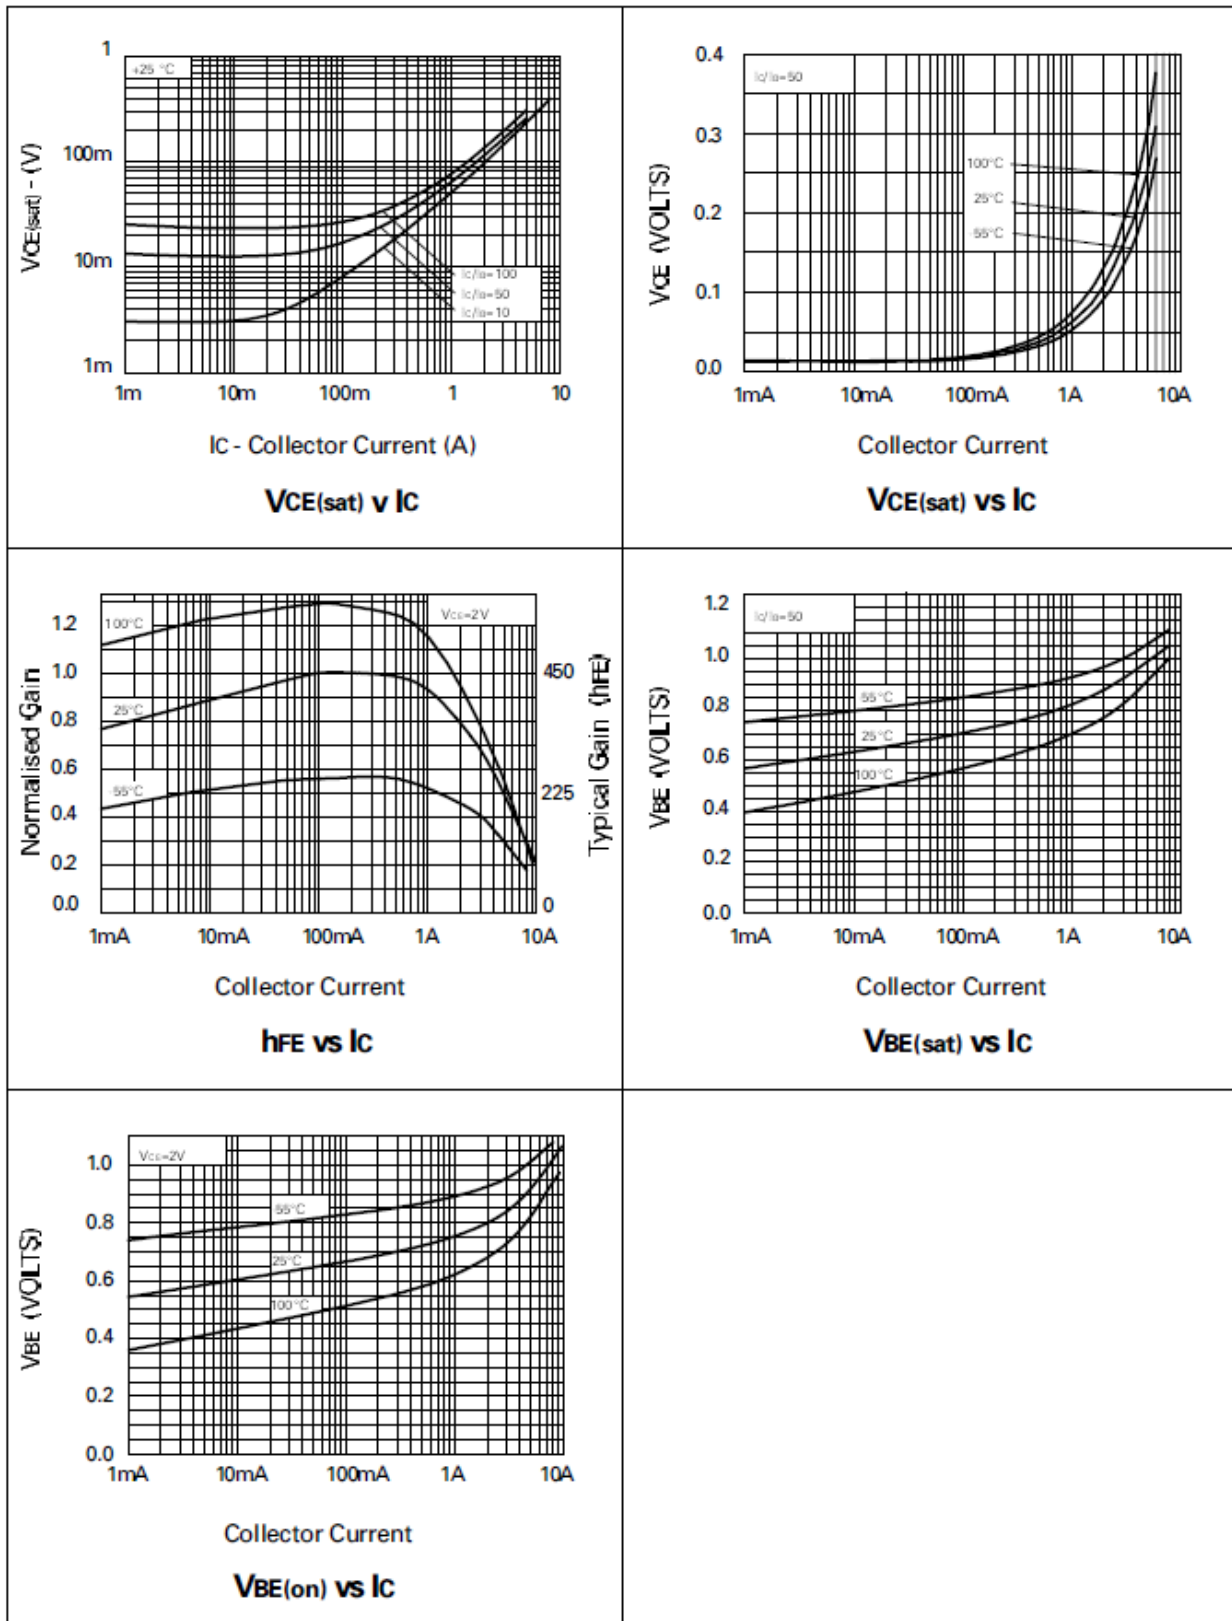 1
100m
10m
1m
VCE(sat) - (V)
+25 °C
IC/IB=100
IC/IB=50
IC/IB=10
1m 10m 100m 1 10
IC - Collector Current (A)
VCE(sat) v IC
0.4
0.3
0.2
0.1
0.0
VCE (VOLTS)
IC/IB=50
100°C
25°C
-55°C
1mA 10mA 100mA 1A 10A
Collector Current
VCE(sat) vs IC
1.2
1.0
0.8
0.6
0.4
0.2
0.0
Normalised Gain
VCE=2V
100°C
25°C
-55°C
450
225
0
Typical Gain (hFE)
1mA 10mA 100mA 1A 10A
Collector Current
hFE vs IC
1.2
1.0
0.8
0.6
0.4
0.2
0.0
VBE (VOLTS)
IC/IB=50
55°C
25°C
100°C
1mA 10mA 100mA 1A 10A
Collector Current
VBE(sat) vs IC
1.0
0.8
0.6
0.4
0.2
0.0
VBE (VOLTS)
VCE=2V
55°C
25°C
100°C
1mA 10mA 100mA 1A 10A
Collector Current
VBE(on) vs IC